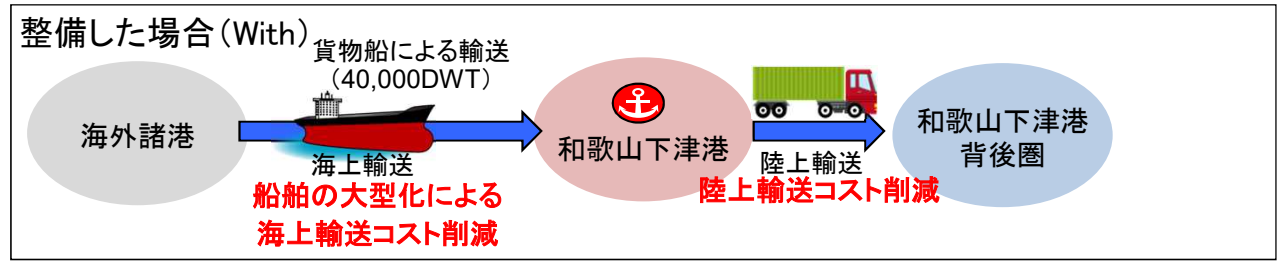 整備した場合(With)
貨物船による輸送
(40,000DWT)
海外諸港
海上輸送
船舶の大型化による
海上輸送コスト削減
和歌山下津港
陸上輸送
陸上輸送コスト削減
和歌山下津港
背後圏